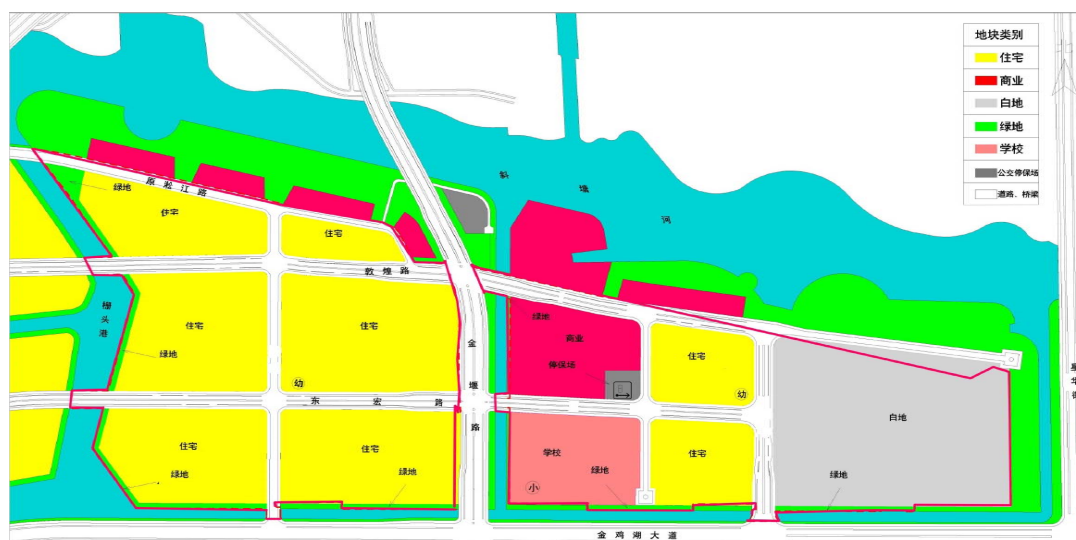 地块类别
住宅
商业
白地
绿地
学校
公交停保场
道路、桥梁
斜塘河
绿地
原淞江路
住宅
住宅
敦煌路
绿地
商业
停保场
住宅
幼
住宅
住宅
金堰路
绿地
幼
东宏路
白地
住宅
住宅
绿地
绿地
学校
小
绿地
住宅
绿地
金鸡湖大道
星华街